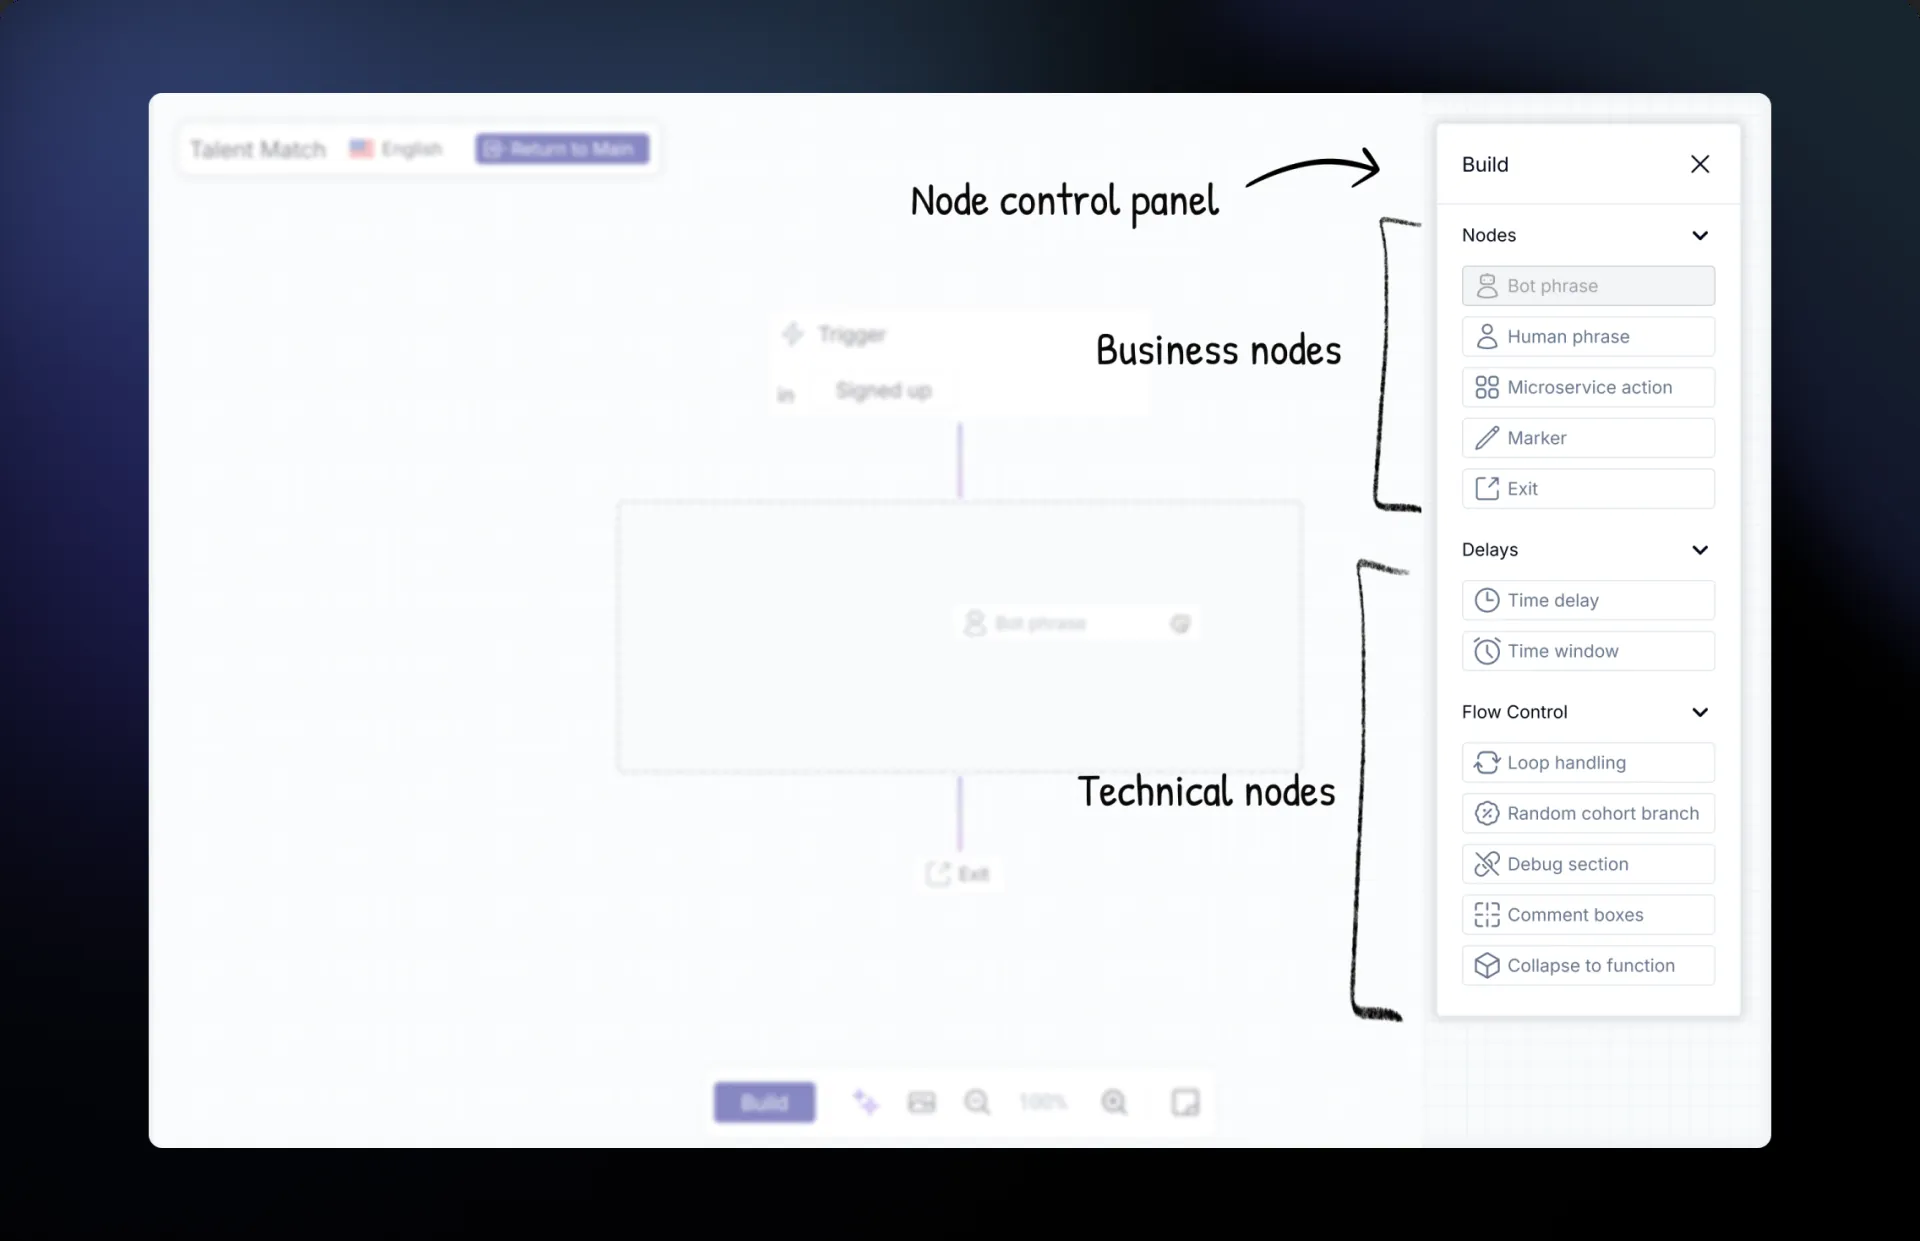 Talent Match English Return to Main
Node control panel
Build
Nodes
Bot phrase
Human phrase
Microservice action
Marker
Exit
Business nodes
Trigger
in Signed up
Bot phrase
Exit
Delays
Time delay
Time window
Flow Control
Loop handling
Random cohort branch
Debug section
Comment boxes
Collapse to function
Technical nodes
Build 100%